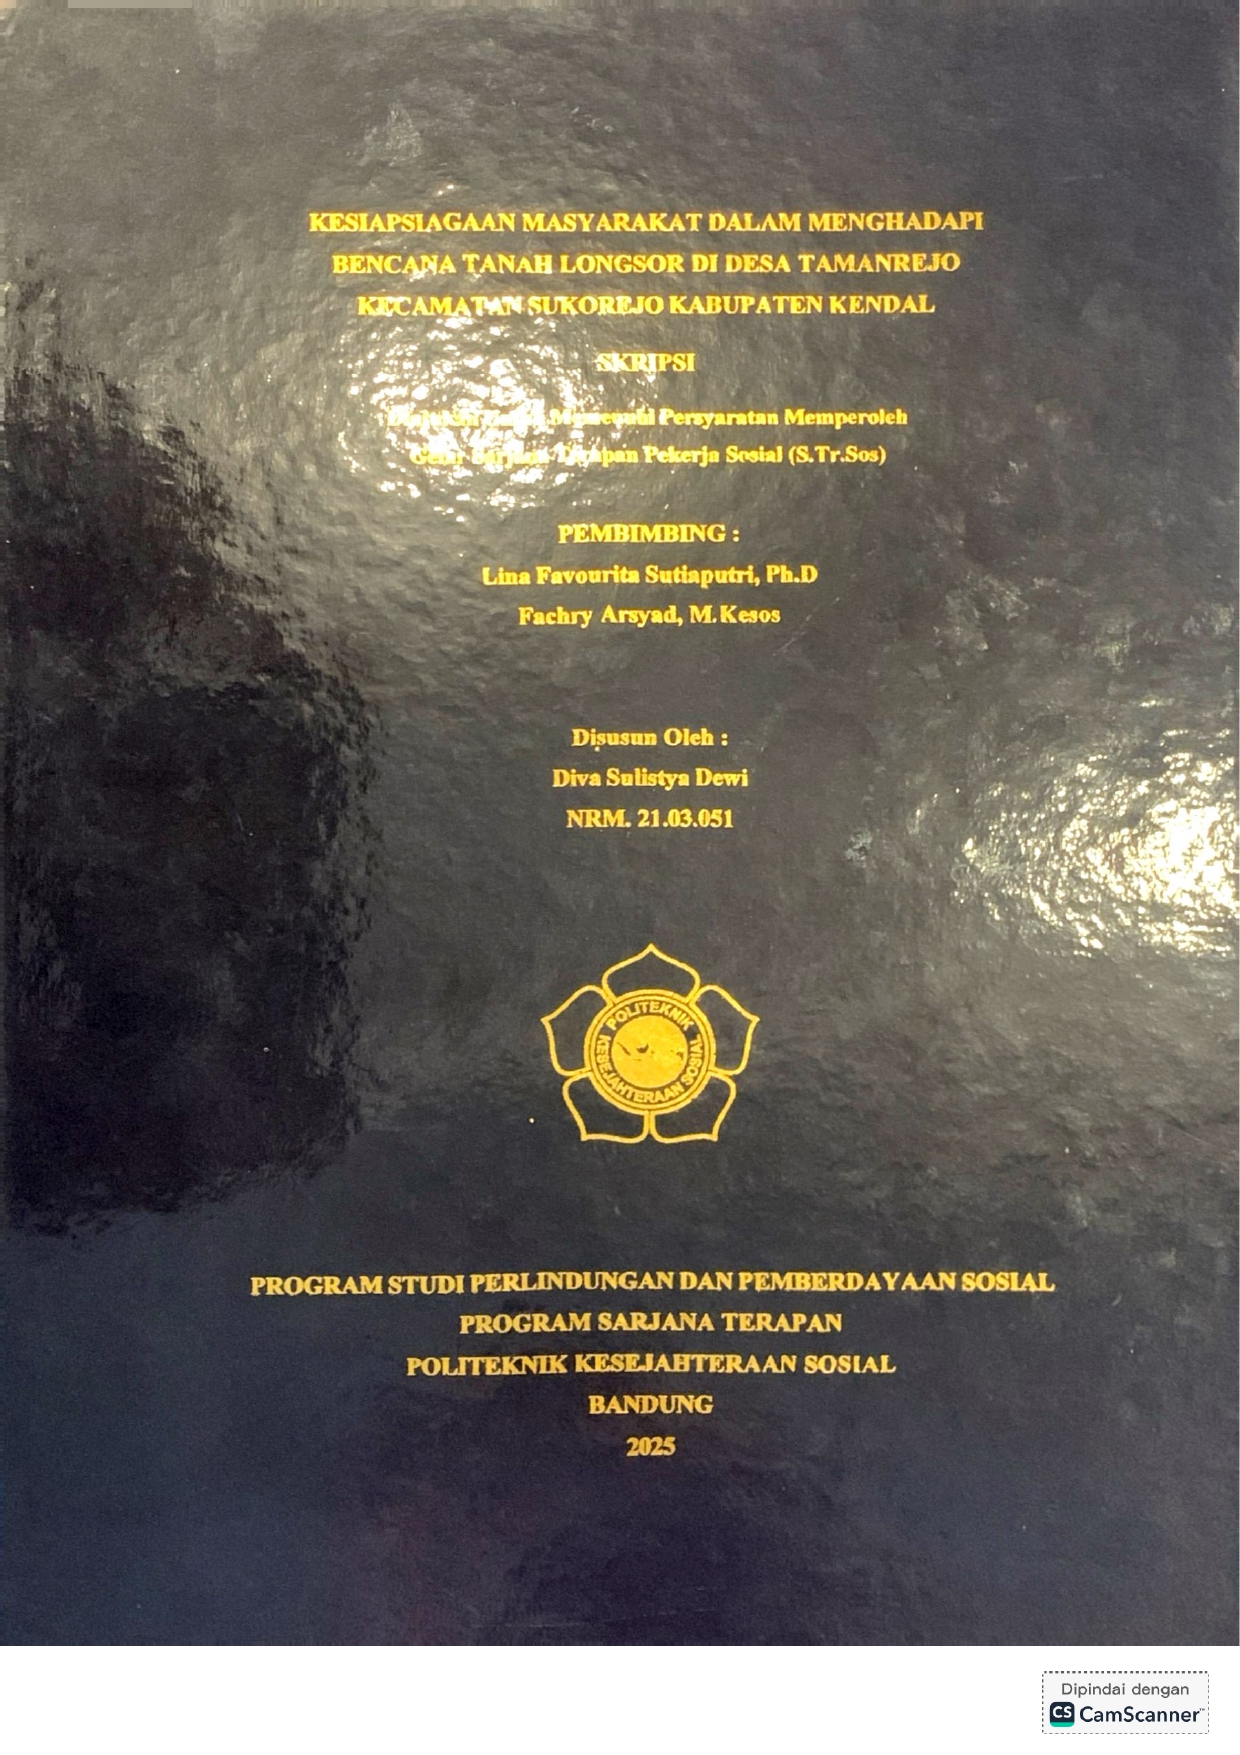 KESIAPSIAGAAN MASYARAKAT DALAM MENGHADAPI
BENCANA TANAH LONGSOR DI DESA TAMANREJO
KECAMATAN SUKOREJO KABUPATEN KENDAL
SKRIPSI
Memenuhi Persyaratan Memperoleh
Terapan Pekerja Sosial (S.Tr.Sos)
PEMBIMBING :
Lina Favourita Sutiaputri, Ph.D
Fachry Arsyad, M.Kesos
Disusun Oleh :
Diva Sulistya Dewi
NRM. 21.03.051
POLITEKNIK
KESEJAHTERAAN SOSIAL
PROGRAM STUDI PERLINDUNGAN DAN PEMBERDAYAAN SOSIAL
PROGRAM SARJANA TERAPAN
POLITEKNIK KESEJAHTERAAN SOSIAL
BANDUNG
2025
Dipindai dengan
CS CamScanner